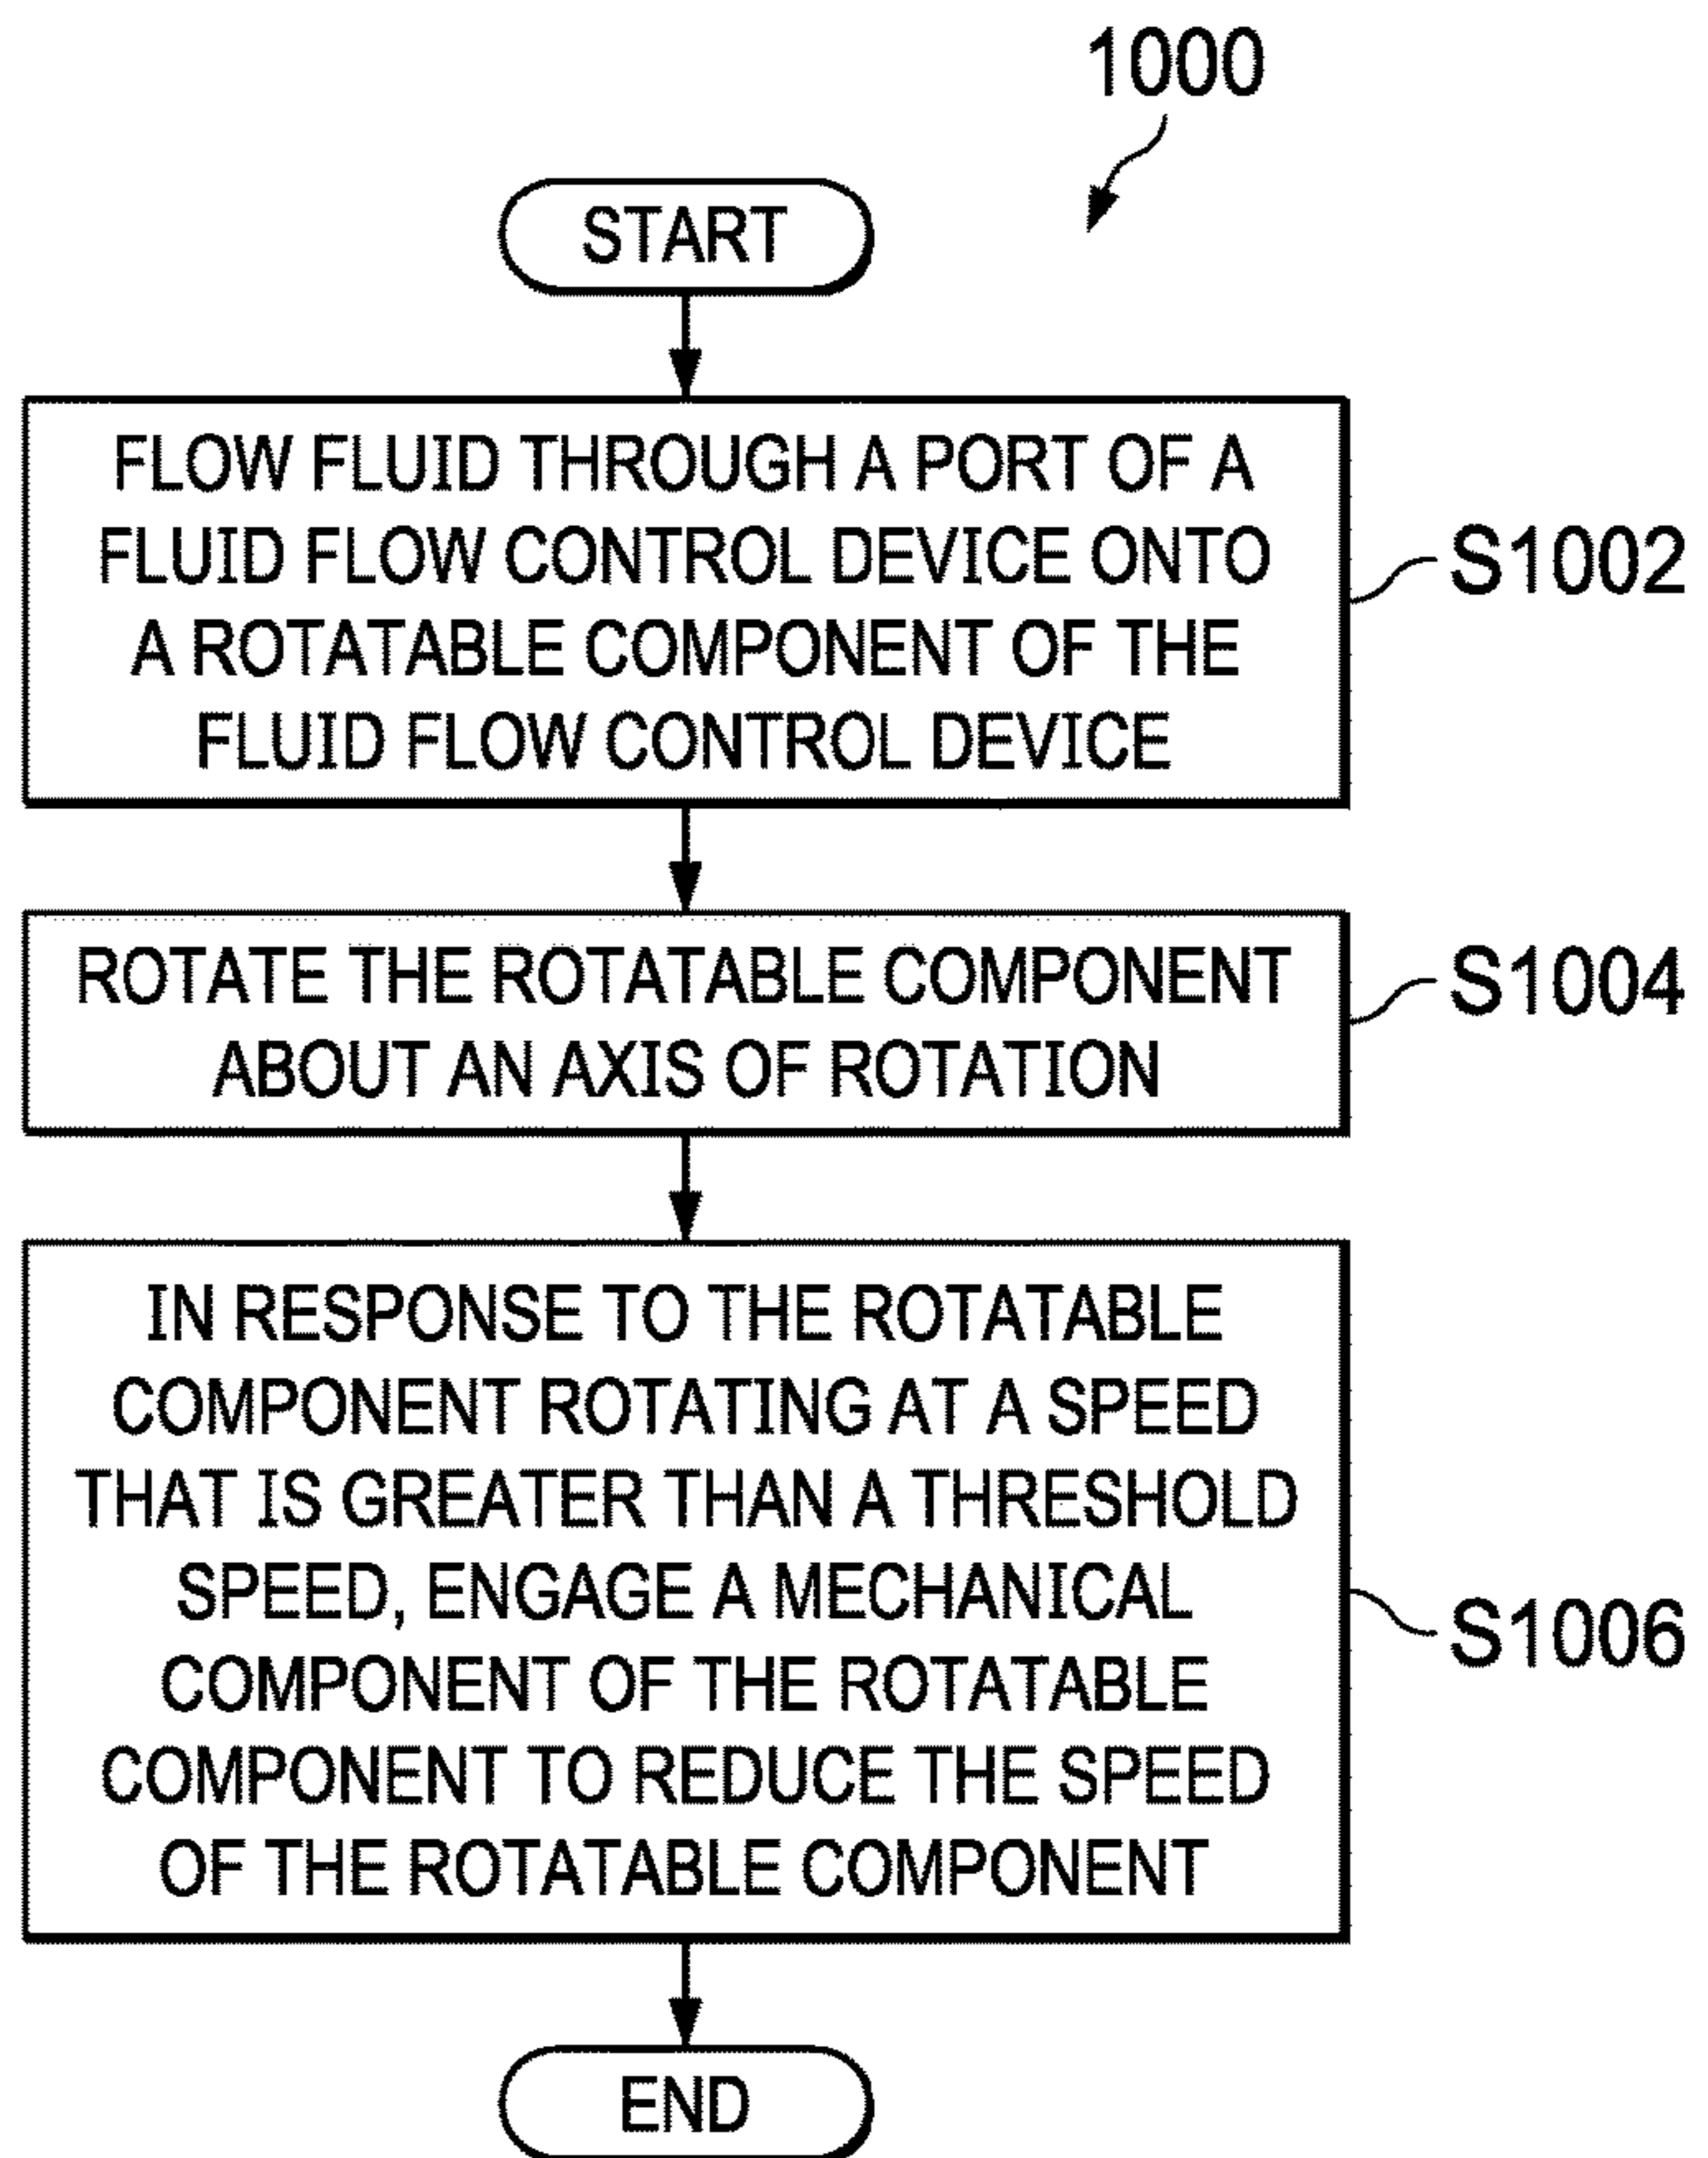 1000
START
FLOW FLUID THROUGH A PORT OF A
FLUID FLOW CONTROL DEVICE ONTO
A ROTATABLE COMPONENT OF THE
FLUID FLOW CONTROL DEVICE
S1002
ROTATE THE ROTATABLE COMPONENT
ABOUT AN AXIS OF ROTATION
S1004
IN RESPONSE TO THE ROTATABLE
COMPONENT ROTATING AT A SPEED
THAT IS GREATER THAN A THRESHOLD
SPEED, ENGAGE A MECHANICAL
COMPONENT OF THE ROTATABLE
COMPONENT TO REDUCE THE SPEED
OF THE ROTATABLE COMPONENT
S1006
END